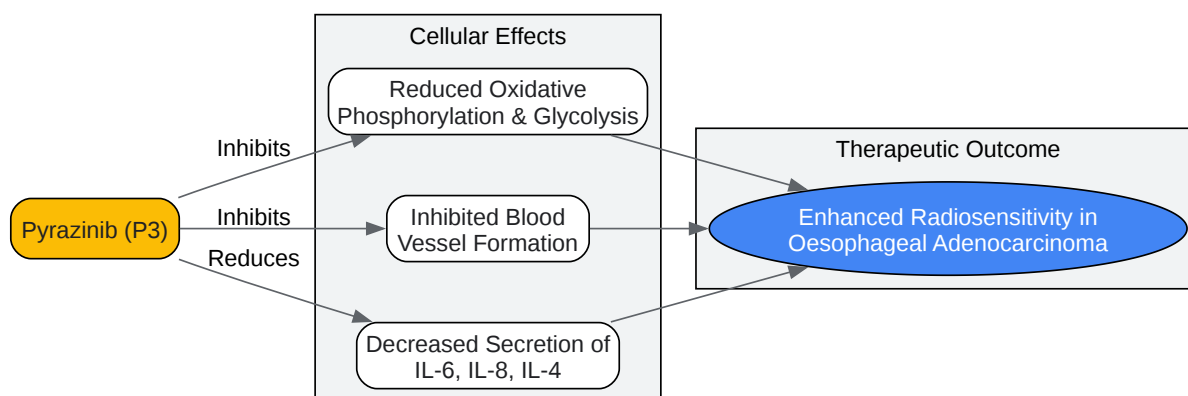 Cellular Effects
Reduced Oxidative
Phosphorylation & Glycolysis
Therapeutic Outcome
Inhibits
Pyrazinib (P3)
Inhibits
Inhibited Blood
Vessel Formation
Enhanced Radiosensitivity in
Oesophageal Adenocarcinoma
Reduces
Decreased Secretion of
IL-6, IL-8, IL-4